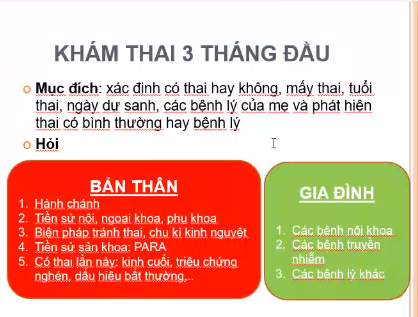 KHÁM THAI 3 THÁNG ĐẦU
Mục đích: xác đinh có thai hay không, mấy thai, tuổi
thai, ngày dự sanh, các bệnh lý của mẹ và phát hiện
thai có bình thường hay bệnh lý
Hỏi
BẢN THÂN
1. Hành chánh
2. Tiền sử nội, ngoại khoa, phụ khoa
3. Biện pháp tránh thai, chu kì kinh nguyệt
4. Tiền sử sản khoa: PARA
5. Có thai lần này: kinh cuối, triệu chứng
nghén, dấu hiệu bất thường,..
GIA ĐÌNH
1. Các bệnh nội khoa
2. Các bệnh truyền
nhiễm
3. Các bệnh lý khác